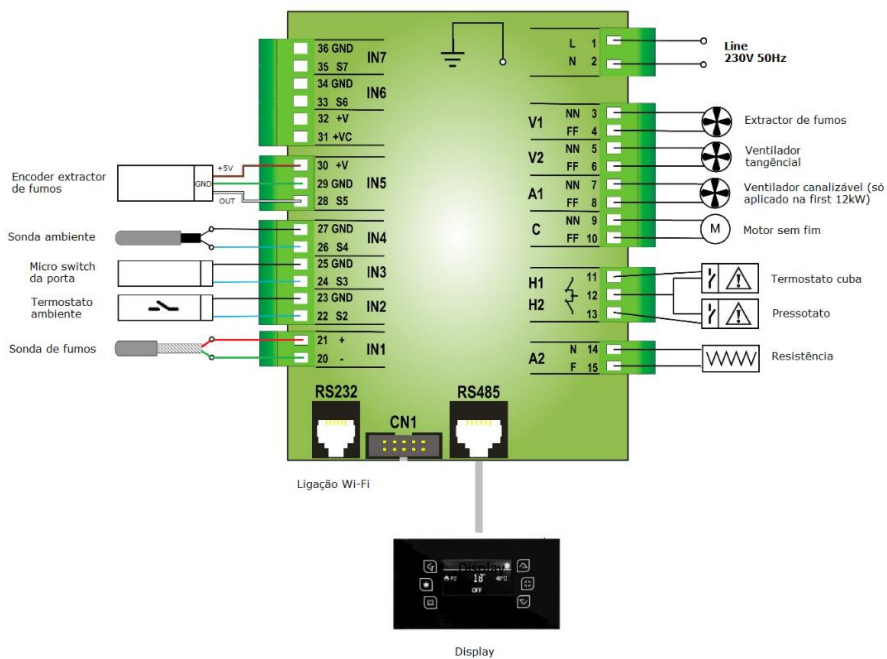 36 GND
35 S7
IN7
34 GND
33 S6
IN6
32 +V
31 +VC
30 +V
29 GND
28 S5
IN5
27 GND
26 S4
IN4
25 GND
24 S3
IN3
23 GND
22 S2
IN2
21 +
20 -
IN1
Encoder extractor
de fumos
+5V
GND
OUT
Sonda ambiente
Micro switch
da porta
Termostato
ambiente
Sonda de fumos
L 1
N 2
Line
230V 50Hz
V1
NN 3
FF 4
Extractor de fumos
V2
NN 5
FF 6
Ventilador
tangêncial
A1
NN 7
FF 8
Ventilador canalizável (só
aplicado na first 12kW)
C
NN 9
FF 10
M
Motor sem fim
H1
H2
11
12
13
Termostato cuba
Pressotato
A2
N 14
F 15
Resistência
RS232
CN1
RS485
Ligação Wi-Fi
Display
P2
40°C
OFF
Display